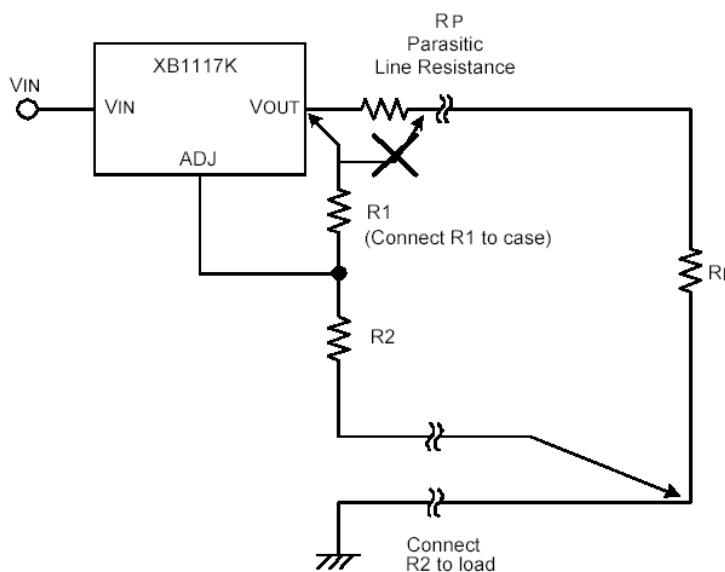 RP
Parasitic
Line Resistance
XB1117K
VIN
VIN
VOUT
ADJ
R1
(Connect R1 to case)
R2
Connect
R2 to load